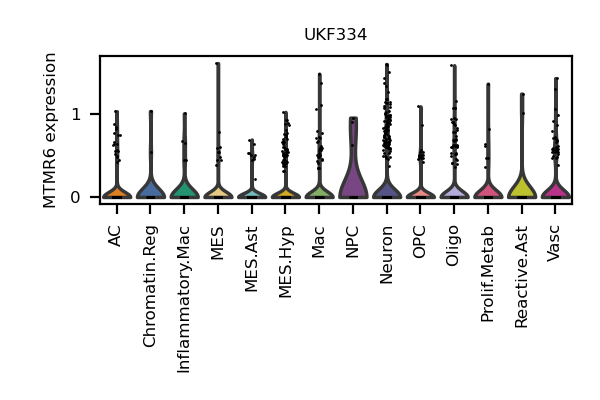 UKF334
MTMR6 expression
1
0
AC
Chromatin.Reg
Inflammatory.Mac
MES
MES.Ast
MES.Hyp
Mac
NPC
Neuron
OPC
Oligo
Prolif.Metab
Reactive.Ast
Vasc